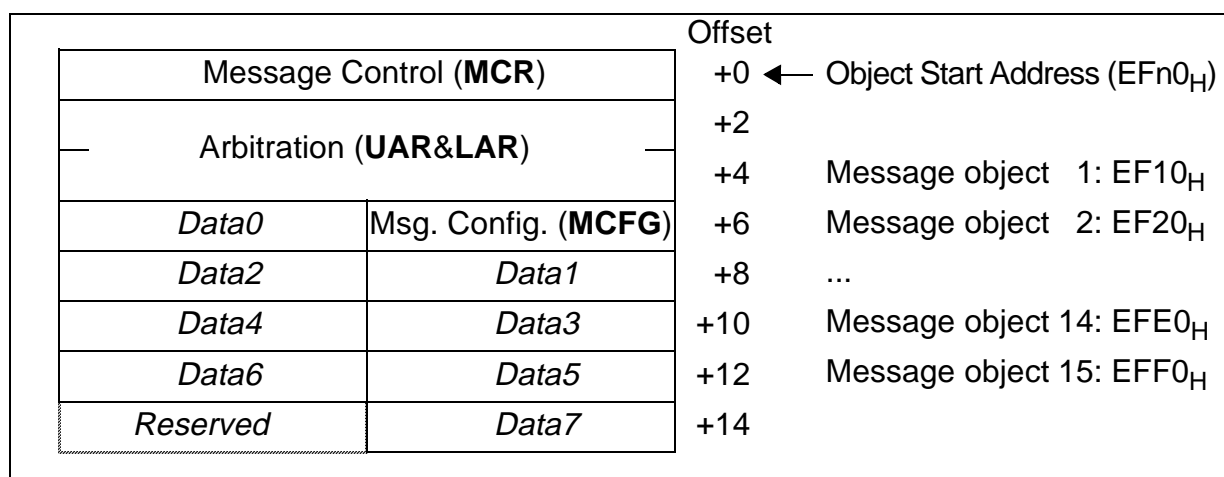 Offset
Message Control (MCR) +0 Object Start Address (EFn0H)
+2
Arbitration (UAR&LAR)
+4 Message object 1: EF10H
Data0 Msg. Config. (MCFG) +6 Message object 2: EF20H
Data2 Data1 +8 ...
Data4 Data3 +10 Message object 14: EFE0H
Data6 Data5 +12 Message object 15: EFF0H
Reserved Data7 +14